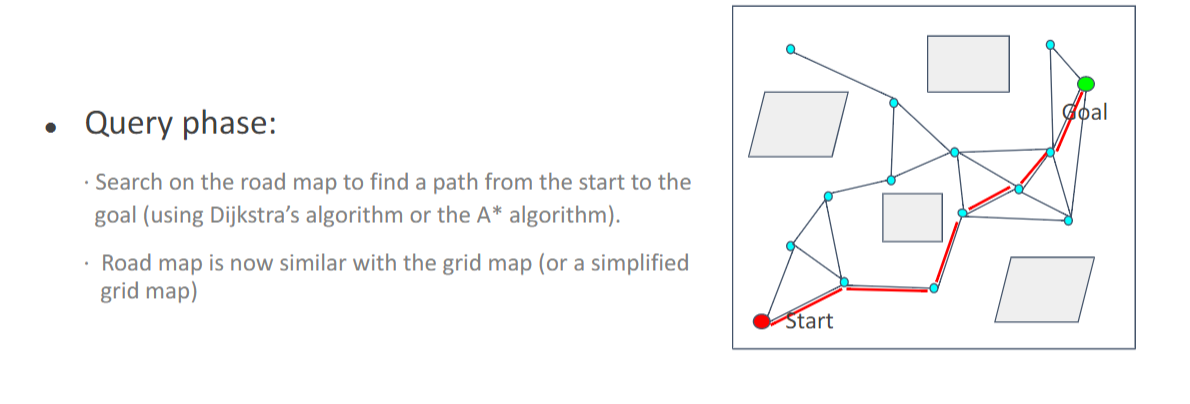 • Query phase:
· Search on the road map to find a path from the start to the
goal (using Dijkstra’s algorithm or the A* algorithm).
· Road map is now similar with the grid map (or a simplified
grid map)
Goal
Start